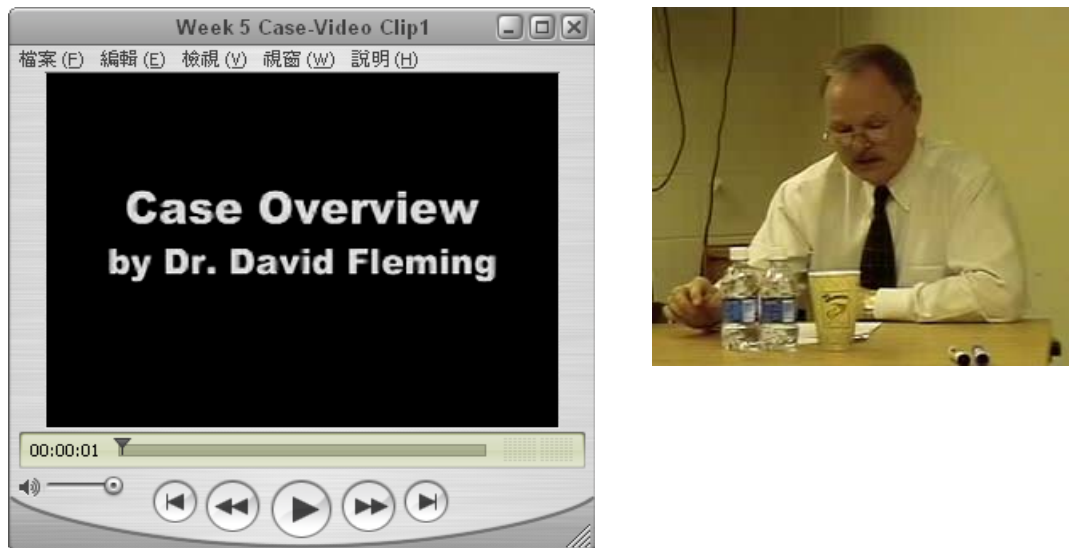 Week 5 Case-Video Clip1
檔案(F) 編輯(E) 檢視(V) 視窗(W) 說明(H)
Case Overview
by Dr. David Fleming
00:00:01